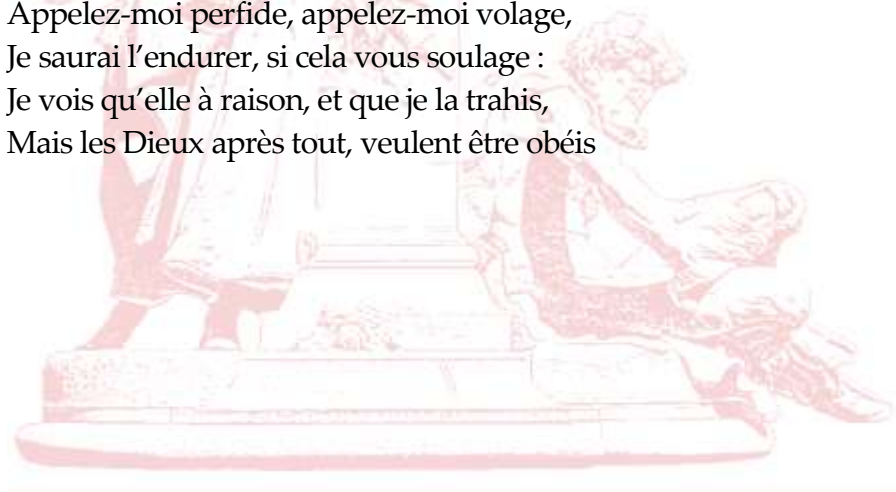 Appelez-moi perfide, appelez-moi volage,
Je saurai l’endurer, si cela vous soulage :
Je vois qu’elle à raison, et que je la trahis,
Mais les Dieux après tout, veulent être obéis